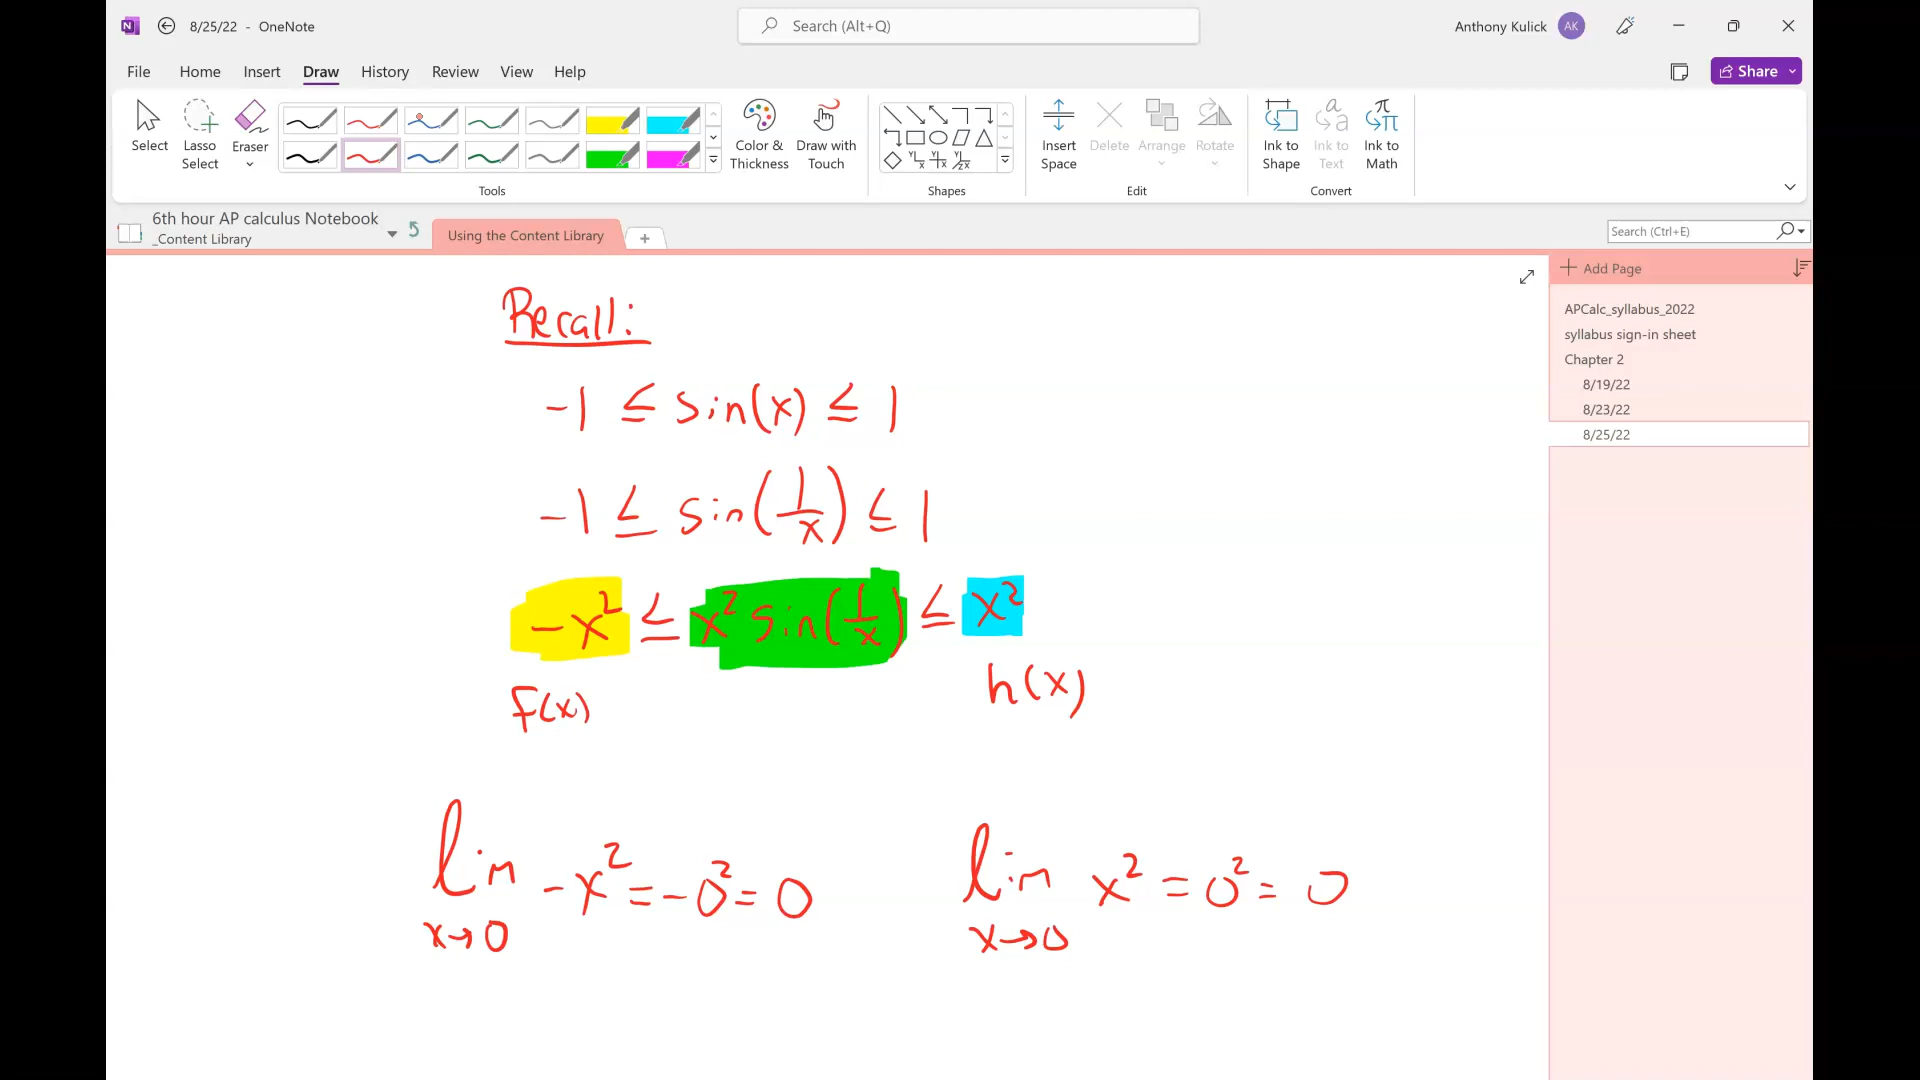 8/25/22 - OneNote
Search (Alt+Q)
Anthony Kulick AK
File Home Insert Draw History Review View Help
Share
Select
Lasso Select
Eraser
Color & Thickness
Draw with Touch
Insert Space
Delete
Arrange
Rotate
Ink to Shape
Ink to Text
Ink to Math
Tools Shapes Edit Convert
6th hour AP calculus Notebook
_Content Library
Using the Content Library
Search (Ctrl+E)
Add Page
APCalc_syllabus_2022
syllabus sign-in sheet
Chapter 2
8/19/22
8/23/22
8/25/22
Recall:
-1 ≤ sin(x) ≤ 1
-1 ≤ sin(1/x) ≤ 1
-x² ≤ x² sin(1/x) ≤ x²
f(x) h(x)
lim x→0 -x² = -0² = 0
lim x→0 x² = 0² = 0